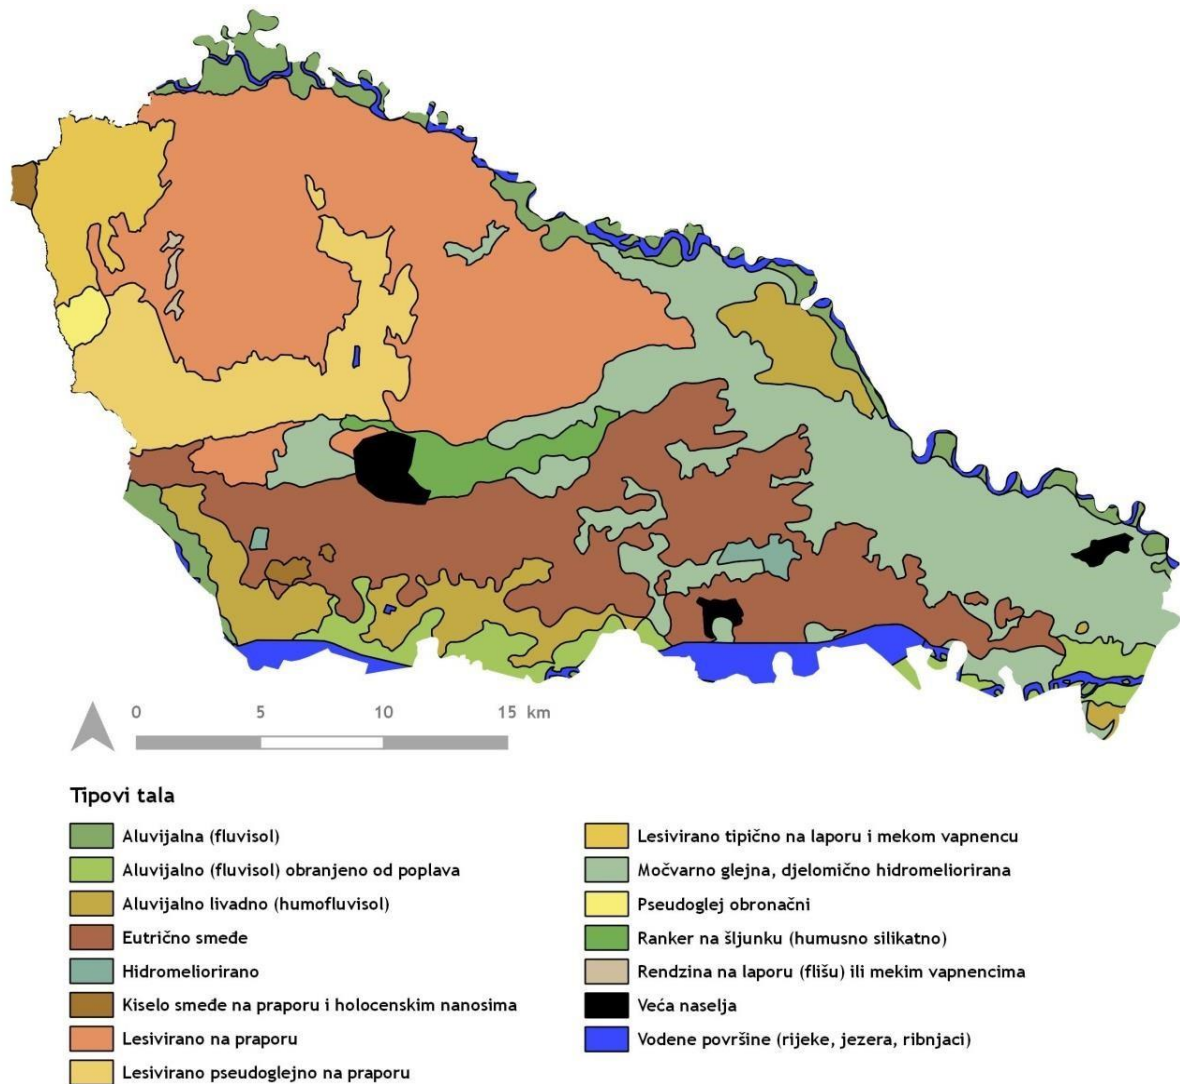 0 5 10 15 km
Tipovi tala
Aluvijalna (fluvisol)
Aluvijalno (fluvisol) obranjeno od poplava
Aluvijalno livadno (humofluvisol)
Eutrično smeđe
Hidromeliorirano
Kiselo smeđe na praporu i holocenskim nanosima
Lesivirano na praporu
Lesivirano pseudoglejno na praporu
Lesivirano tipično na laporu i mekom vapnencu
Močvarno glejna, djelomično hidromeliorirana
Pseudoglej obronačni
Ranker na šljunku (humusno silikatno)
Rendzina na laporu (flišu) ili mekim vapnencima
Veća naselja
Vodene površine (rijeke, jezera, ribnjaci)